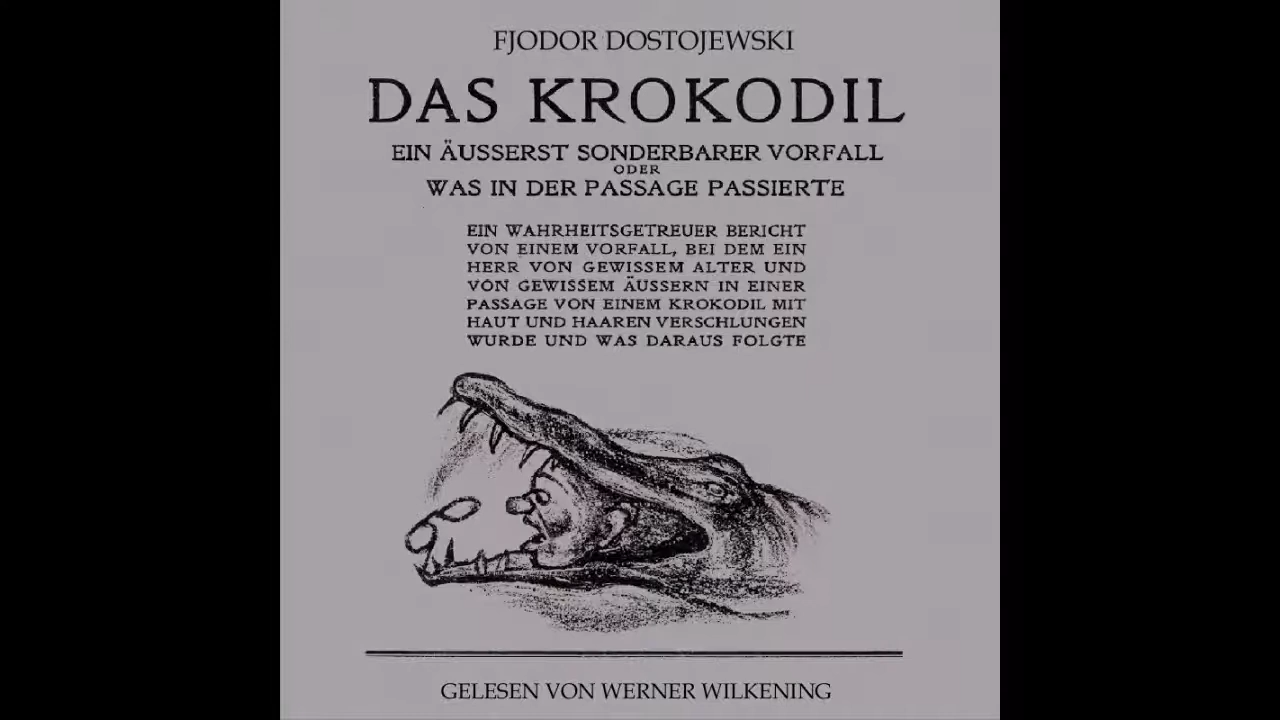 FJODOR DOSTOJEWSKI
DAS KROKODIL
EIN ÄUSSERST SONDERBARER VORFALL
ODER
WAS IN DER PASSAGE PASSIERTE
EIN WAHRHEITSGETREUER BERICHT
VON EINEM VORFALL, BEI DEM EIN
HERR VON GEWISSEM ALTER UND
VON GEWISSEM ÄUSSERN IN EINER
PASSAGE VON EINEM KROKODIL MIT
HAUT UND HAAREN VERSCHLUNGEN
WURDE UND WAS DARAUS FOLGTE
GELESEN VON WERNER WILKENING